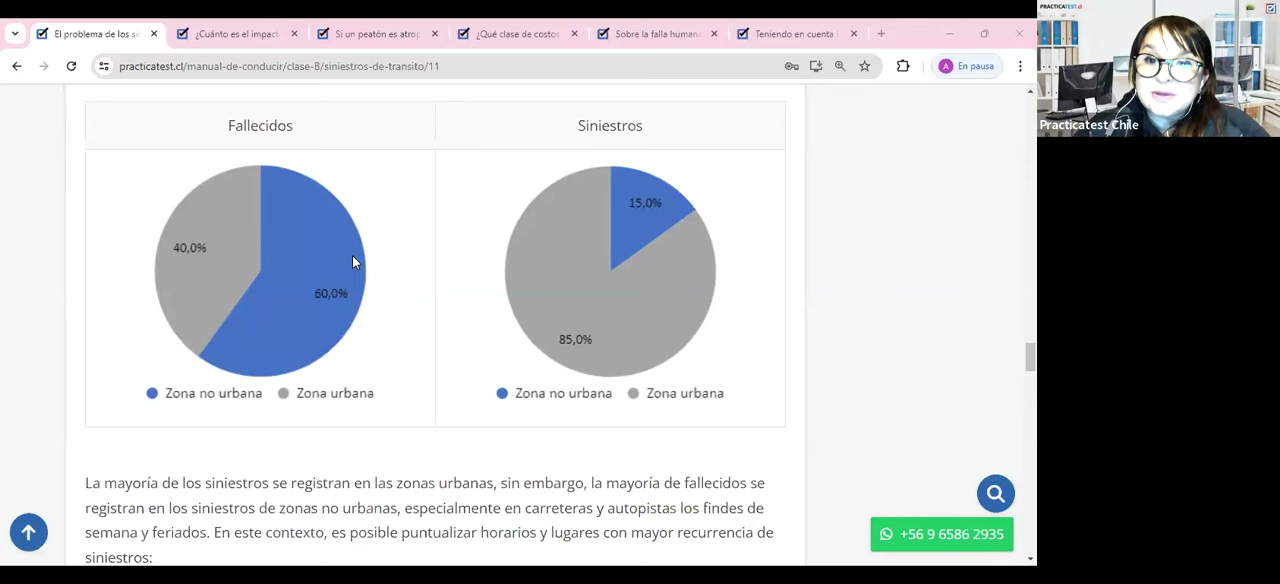 El problema de los si
¿Cuánto es el impact
Si un peatón es atrop
¿Qué clase de costos
Sobre la falla humana
Teniendo en cuenta l
practicatest.cl/manual-de-conducir/clase-B/siniestros-de-transito/11
A
En pausa
PRACTICATEST.cl
Practicatest Chile
Fallecidos
Siniestros
40,0%
60,0%
15,0%
85,0%
Zona no urbana
Zona urbana
Zona no urbana
Zona urbana
La mayoría de los siniestros se registran en las zonas urbanas, sin embargo, la mayoría de fallecidos se
registran en los siniestros de zonas no urbanas, especialmente en carreteras y autopistas los findes de
semana y feriados. En este contexto, es posible puntualizar horarios y lugares con mayor recurrencia de
siniestros:
+56 9 6586 2935